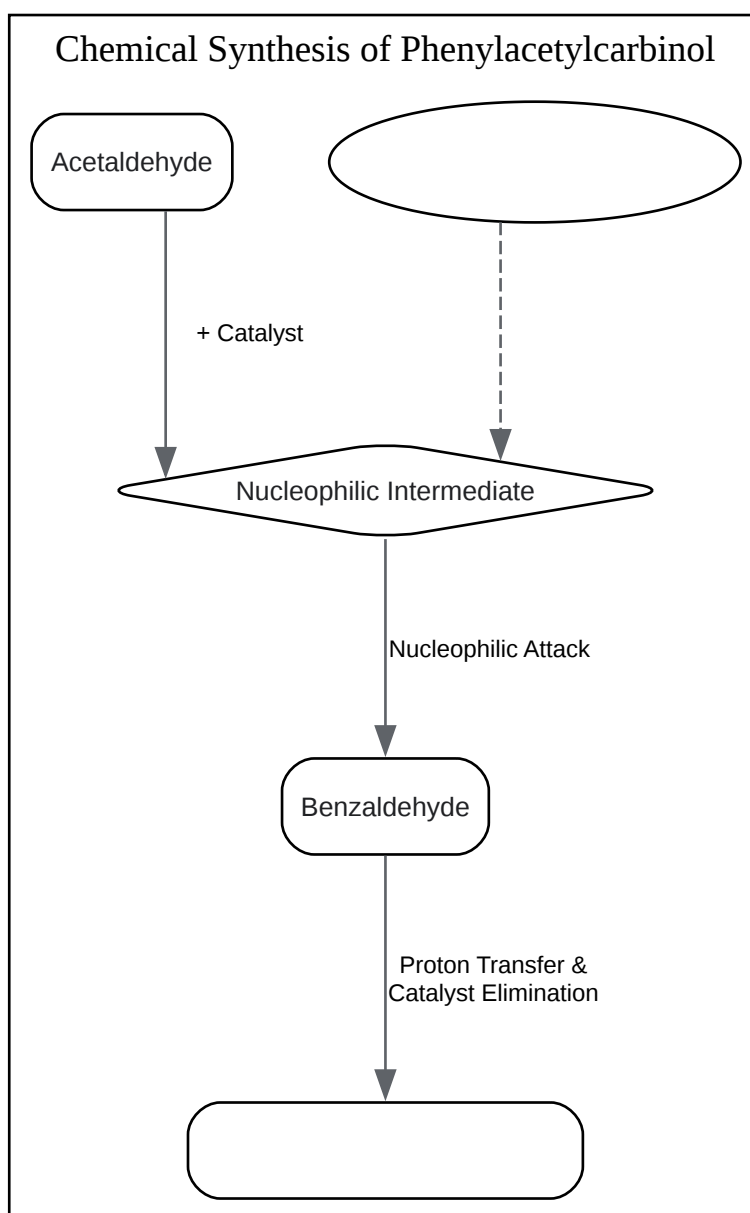 Chemical Synthesis of Phenylacetylcarbinol
Acetaldehyde
+ Catalyst
Nucleophilic Intermediate
Nucleophilic Attack
Benzaldehyde
Proton Transfer &
Catalyst Elimination